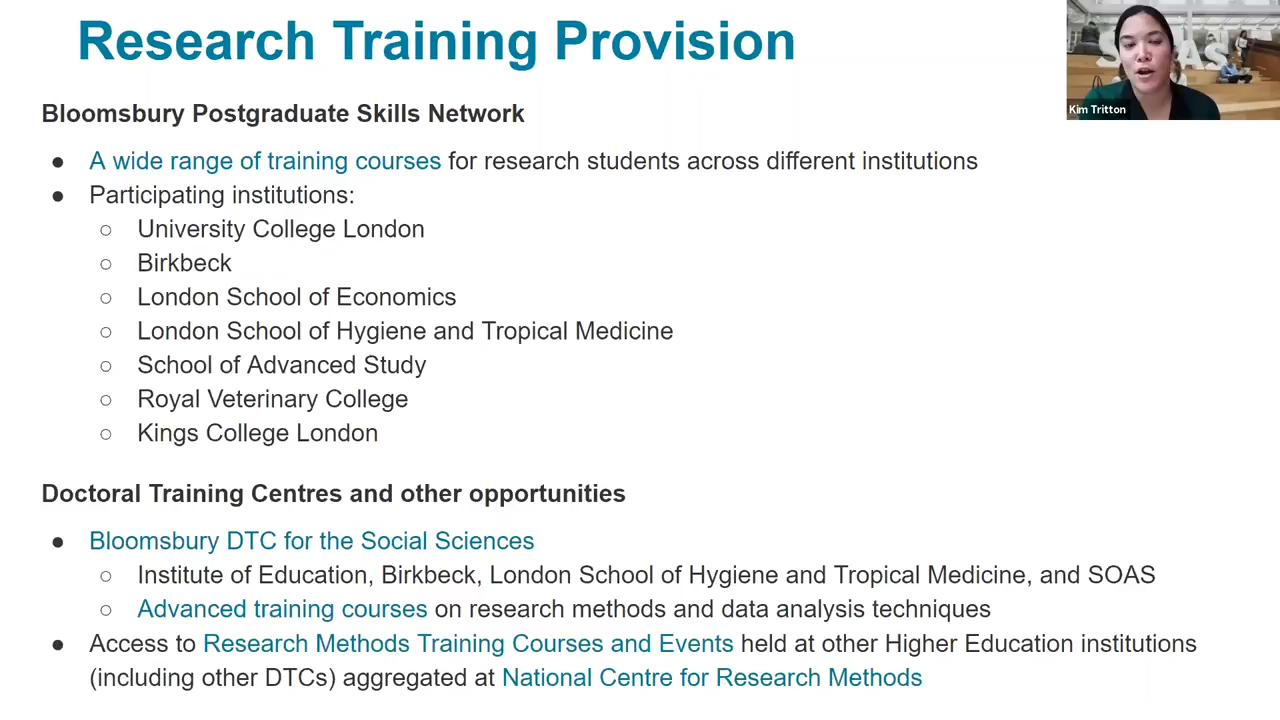 Research Training Provision
SOAS
Kim Tritton
Bloomsbury Postgraduate Skills Network
● A wide range of training courses for research students across different institutions
● Participating institutions:
○ University College London
○ Birkbeck
○ London School of Economics
○ London School of Hygiene and Tropical Medicine
○ School of Advanced Study
○ Royal Veterinary College
○ Kings College London
Doctoral Training Centres and other opportunities
● Bloomsbury DTC for the Social Sciences
○ Institute of Education, Birkbeck, London School of Hygiene and Tropical Medicine, and SOAS
○ Advanced training courses on research methods and data analysis techniques
● Access to Research Methods Training Courses and Events held at other Higher Education institutions
(including other DTCs) aggregated at National Centre for Research Methods